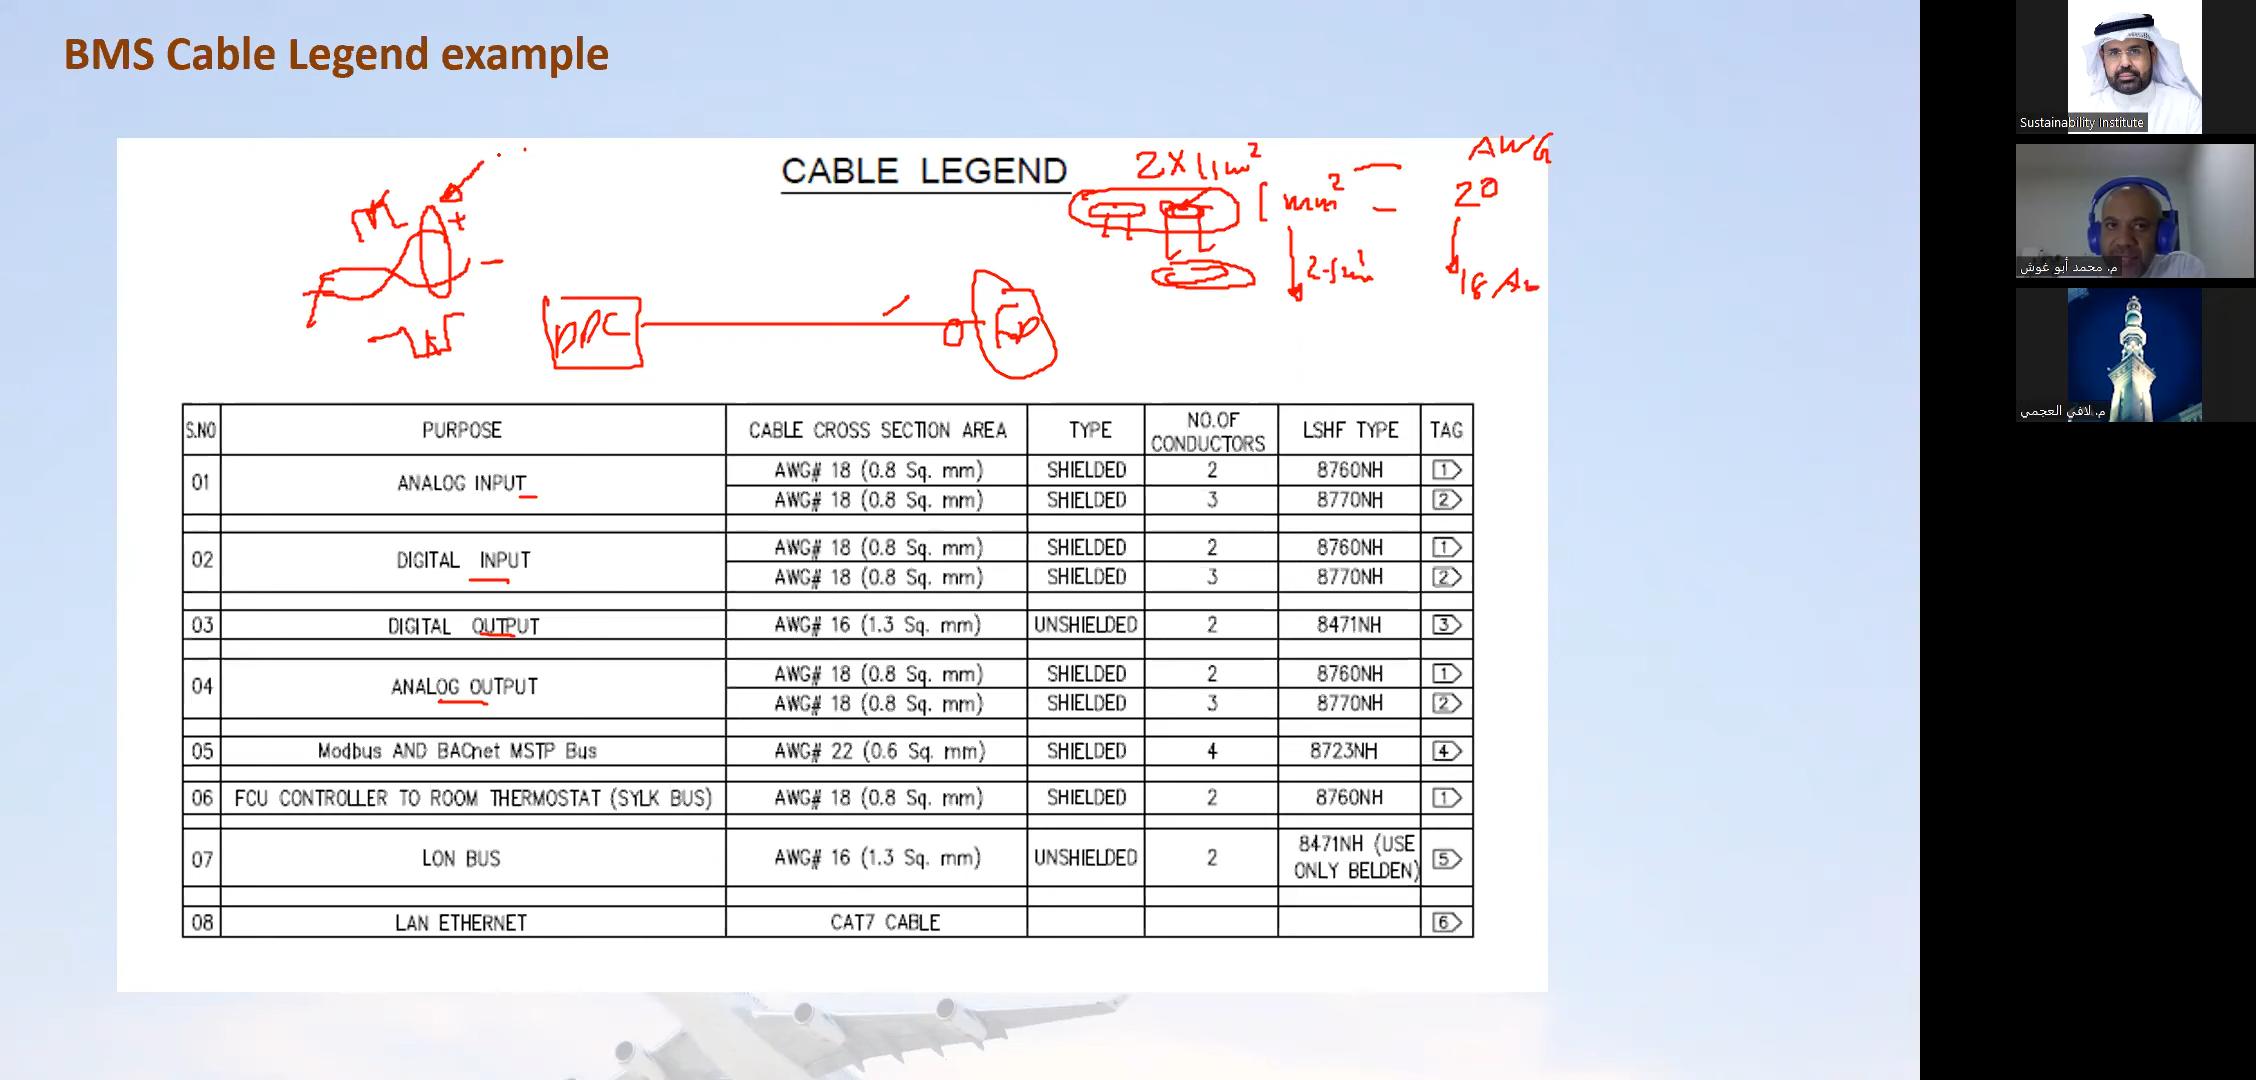 BMS Cable Legend example
CABLE LEGEND
2X1mm²
mm²
AWG
20
2.5mm²
18 Aw
DDC
S.NO PURPOSE CABLE CROSS SECTION AREA TYPE NO.OF CONDUCTORS LSHF TYPE TAG
01 ANALOG INPUT AWG# 18 (0.8 Sq. mm) SHIELDED 2 8760NH 1
AWG# 18 (0.8 Sq. mm) SHIELDED 3 8770NH 2
02 DIGITAL INPUT AWG# 18 (0.8 Sq. mm) SHIELDED 2 8760NH 1
AWG# 18 (0.8 Sq. mm) SHIELDED 3 8770NH 2
03 DIGITAL OUTPUT AWG# 16 (1.3 Sq. mm) UNSHIELDED 2 8471NH 3
04 ANALOG OUTPUT AWG# 18 (0.8 Sq. mm) SHIELDED 2 8760NH 1
AWG# 18 (0.8 Sq. mm) SHIELDED 3 8770NH 2
05 Modbus AND BACnet MSTP Bus AWG# 22 (0.6 Sq. mm) SHIELDED 4 8723NH 4
06 FCU CONTROLLER TO ROOM THERMOSTAT (SYLK BUS) AWG# 18 (0.8 Sq. mm) SHIELDED 2 8760NH 1
07 LON BUS AWG# 16 (1.3 Sq. mm) UNSHIELDED 2 8471NH (USE ONLY BELDEN) 5
08 LAN ETHERNET CAT7 CABLE 6
Sustainability Institute
م. محمد أبو غوش
م. لافي العجمي